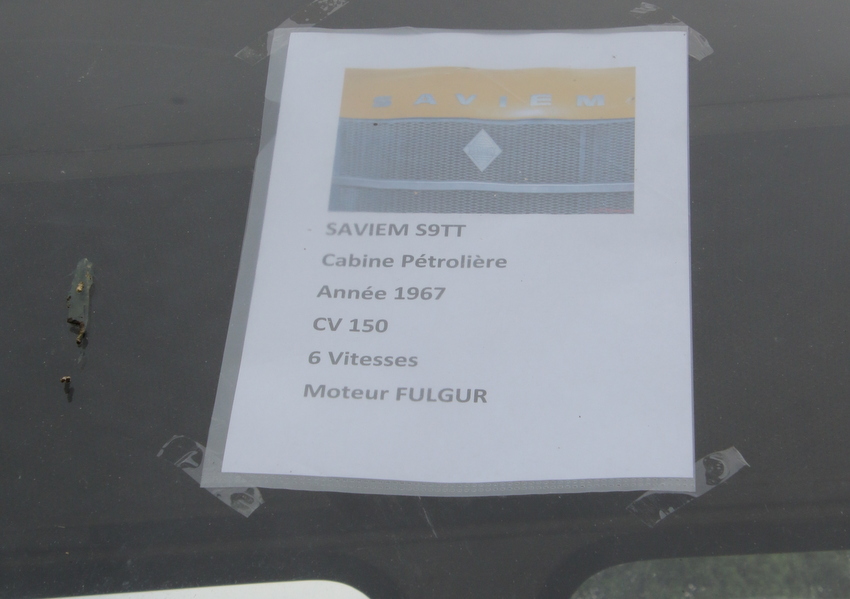 SAVIEM
SAVIEM S9TT
Cabine Pétrolière
Année 1967
CV 150
6 Vitesses
Moteur FULGUR